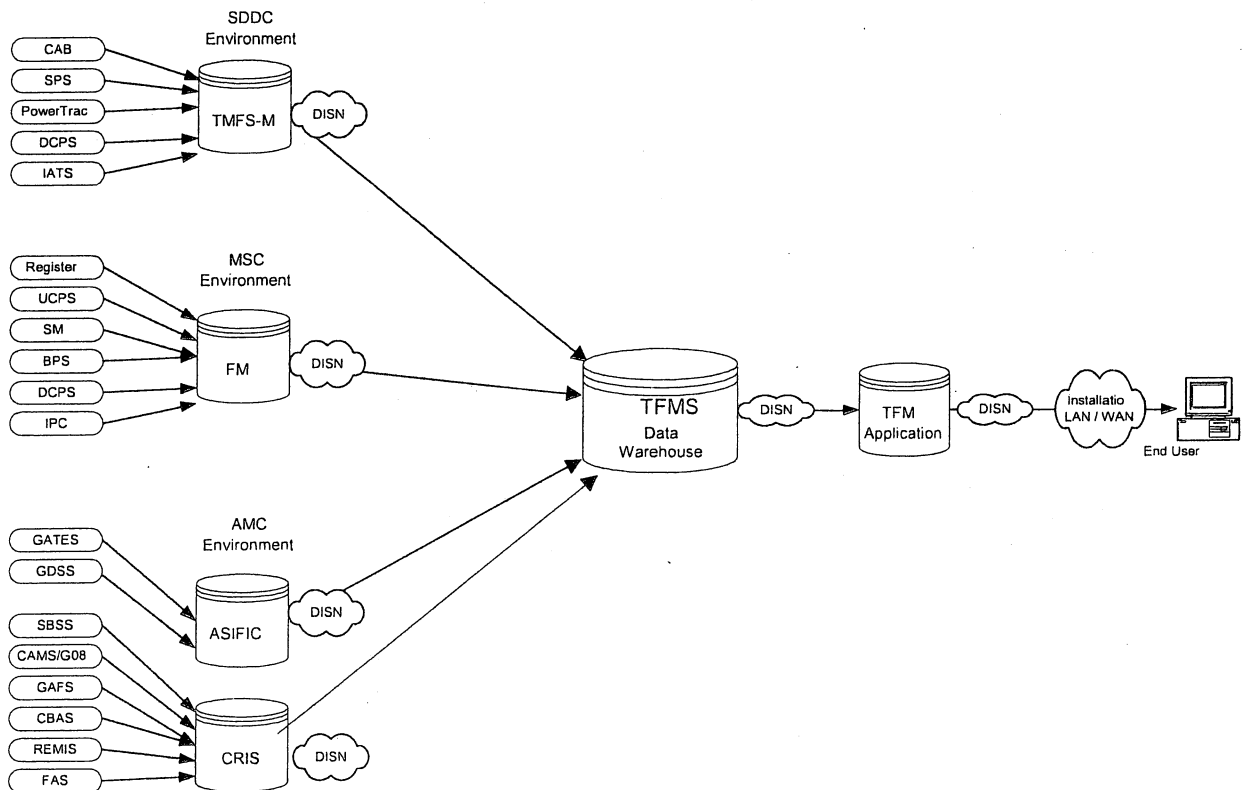 SDDC
Environment
CAB
SPS
PowerTrac
DCPS
IATS
TMFS-M
DISN
MSC
Environment
Register
UCPS
SM
BPS
DCPS
IPC
FM
DISN
TFMS
Data
Warehouse
DISN
TFM
Application
DISN
Installatio
LAN / WAN
End User
AMC
Environment
GATES
GDSS
SBSS
CAMS/G08
GAFS
CBAS
REMIS
FAS
ASIFIC
DISN
CRIS
DISN